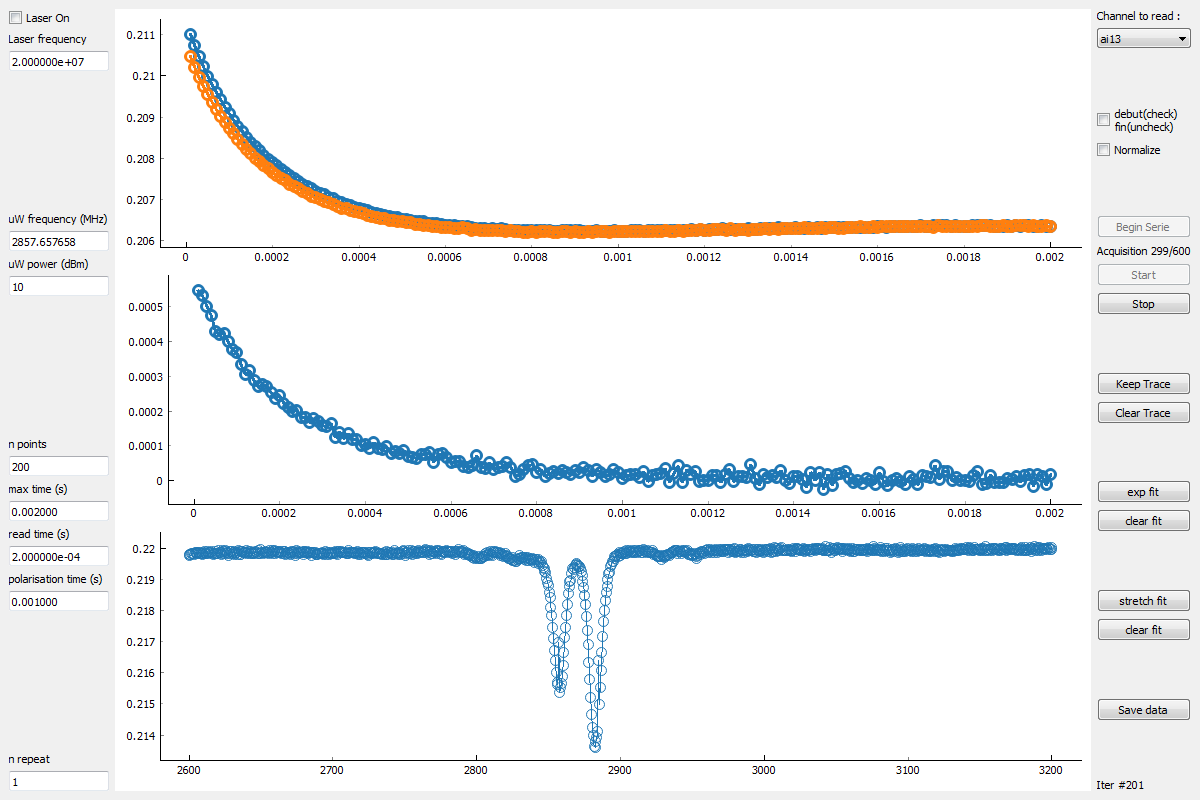 Laser On
Laser frequency
2.000000e+07
uW frequency (MHz)
2857.657658
uW power (dBm)
10
n points
200
max time (s)
0.002000
read time (s)
2.000000e-04
polarisation time (s)
0.001000
n repeat
1
0.211
0.21
0.209
0.208
0.207
0.206
0 0.0002 0.0004 0.0006 0.0008 0.001 0.0012 0.0014 0.0016 0.0018 0.002
0.0005
0.0004
0.0003
0.0002
0.0001
0
0 0.0002 0.0004 0.0006 0.0008 0.001 0.0012 0.0014 0.0016 0.0018 0.002
0.22
0.219
0.218
0.217
0.216
0.215
0.214
2600 2700 2800 2900 3000 3100 3200
Channel to read :
ai13
debut(check)
fin(uncheck)
Normalize
Begin Serie
Acquisition 299/600
Start
Stop
Keep Trace
Clear Trace
exp fit
clear fit
stretch fit
clear fit
Save data
Iter #201